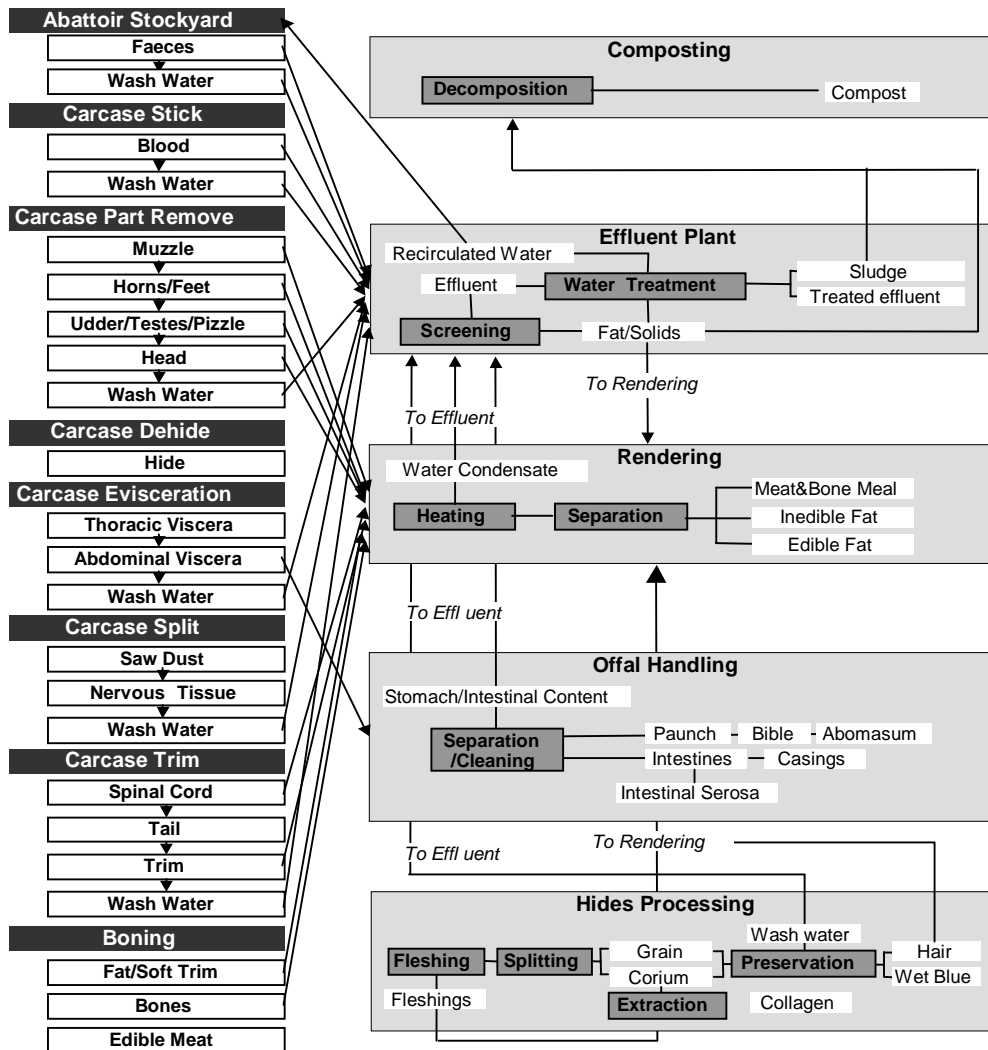 Abattoir Stockyard
Faeces
Wash Water
Carcase Stick
Blood
Wash Water
Carcase Part Remove
Muzzle
Horns/Feet
Udder/Testes/Pizzle
Head
Wash Water
Carcase Dehide
Hide
Carcase Evisceration
Thoracic Viscera
Abdominal Viscera
Wash Water
Carcase Split
Saw Dust
Nervous Tissue
Wash Water
Carcase Trim
Spinal Cord
Tail
Trim
Wash Water
Boning
Fat/Soft Trim
Bones
Edible Meat
Composting
Decomposition
Compost
Effluent Plant
Recirculated Water
Effluent
Water Treatment
Sludge
Treated effluent
Screening
Fat/Solids
To Rendering
To Effluent
Rendering
Water Condensate
Heating
Separation
Meat&Bone Meal
Inedible Fat
Edible Fat
To Effl uent
Offal Handling
Stomach/Intestinal Content
Separation
/Cleaning
Paunch
Bible
Abomasum
Intestines
Casings
Intestinal Serosa
To Effl uent
To Rendering
Hides Processing
Wash water
Fleshing
Splitting
Grain
Corium
Preservation
Hair
Wet Blue
Fleshings
Extraction
Collagen